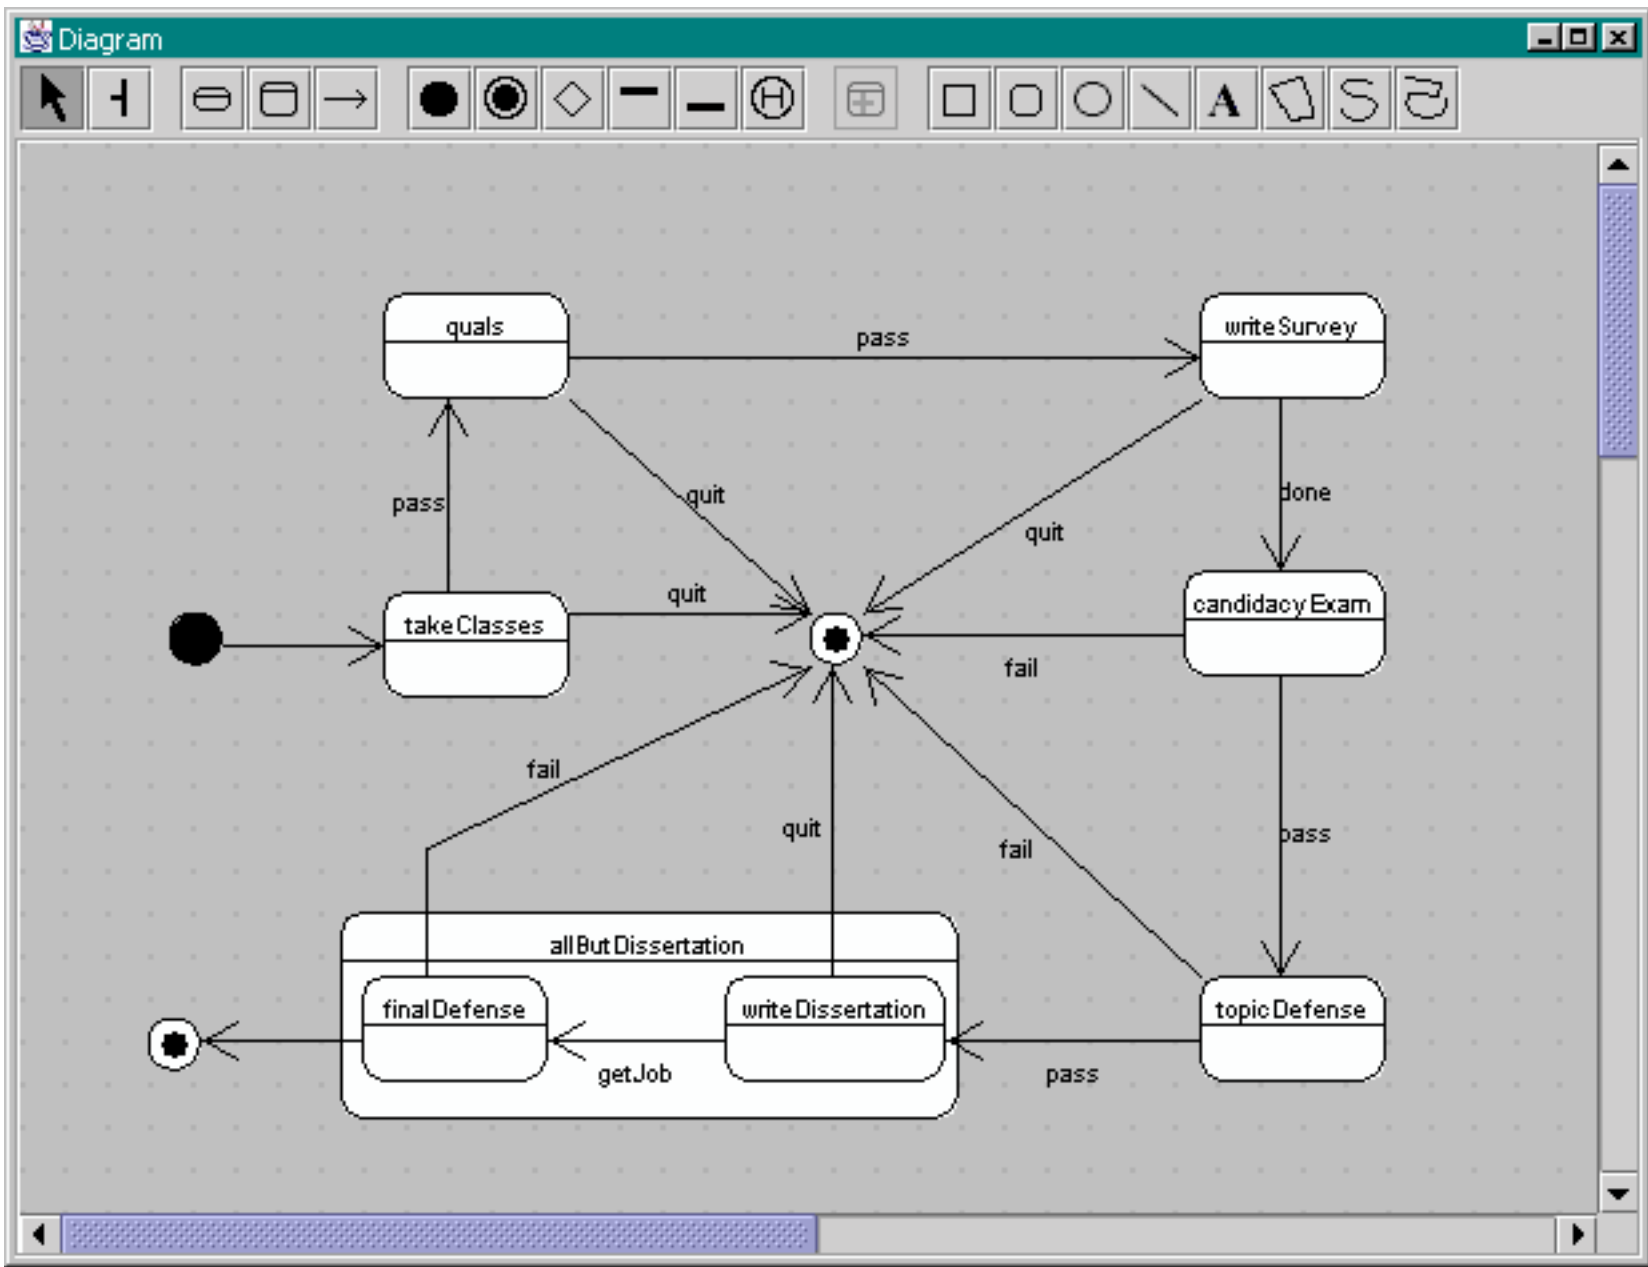 Diagram
A
quals
pass
writeSurvey
pass
quit
quit
done
takeClasses
quit
candidacyExam
fail
fail
quit
fail
pass
allButDissertation
finalDefense
writeDissertation
topicDefense
getJob
pass